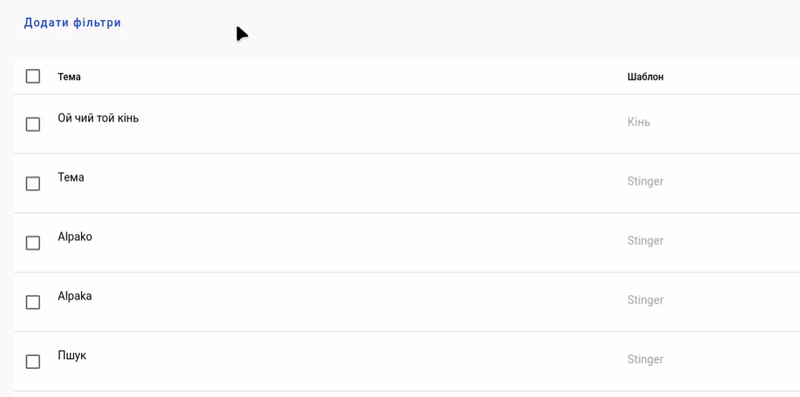 Додати фільтри
Тема Шаблон
Ой чий той кінь Кінь
Тема Stinger
Alpako Stinger
Alpaka Stinger
Пшук Stinger